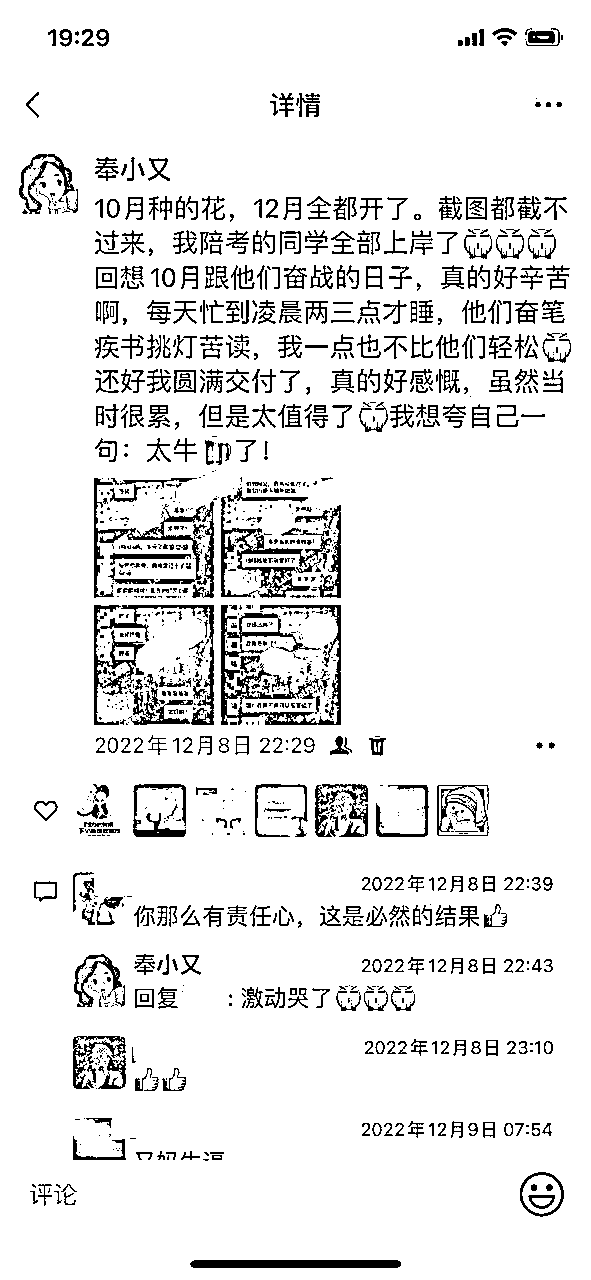 19:29
详情
奉小又
10月种的花，12月全都开了。截图都截不
过来，我陪考的同学全部上岸了
回想10月跟他们奋战的日子，真的好辛苦
啊，每天忙到凌晨两三点才睡，他们奋笔
疾书挑灯苦读，我一点也不比他们轻松
还好我圆满交付了，真的好感慨，虽然当
时很累，但是太值得了我想夸自己一
句：太牛 了！
2022年12月8日 22:29
2022年12月8日 22:39
你那么有责任心，这是必然的结果👍
奉小又
2022年12月8日 22:43
回复 : 激动哭了
2022年12月8日 23:10
👍👍
2022年12月9日 07:54
评论